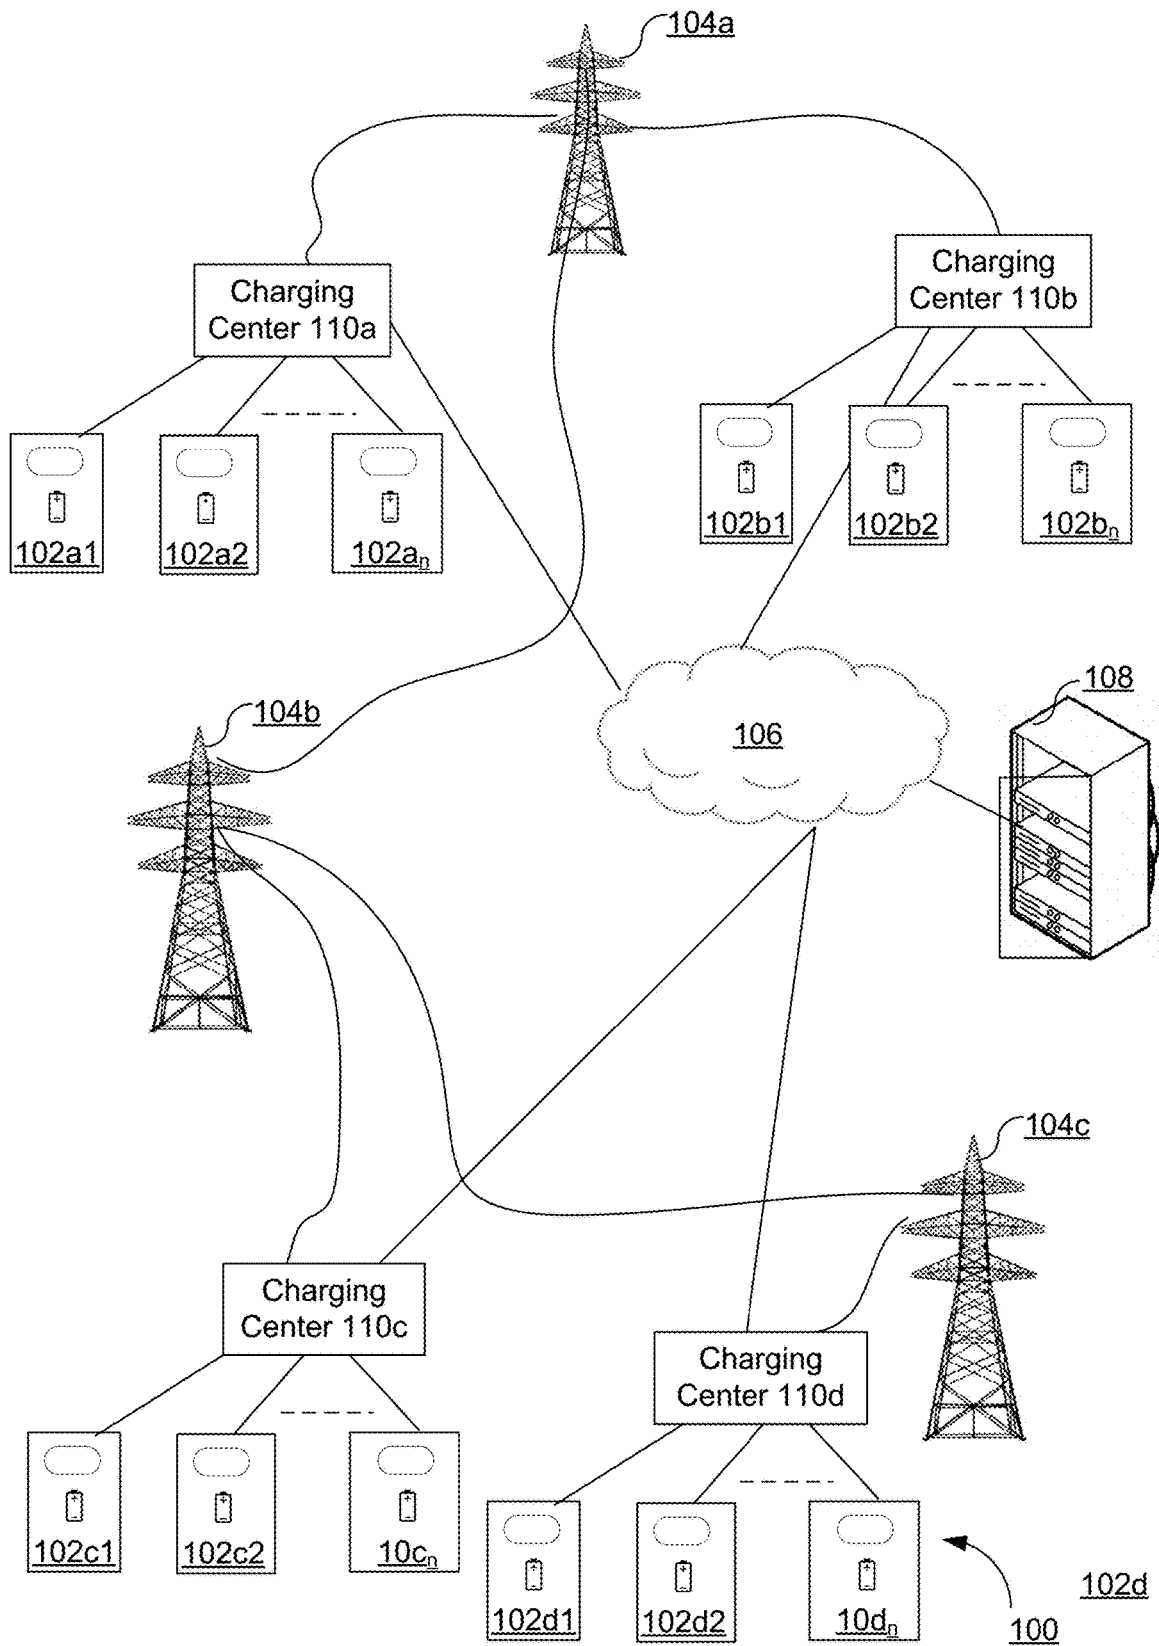 104a
Charging
Center 110a
Charging
Center 110b
102a1
102a2
102an
102b1
102b2
102bn
104b
106
108
104c
Charging
Center 110c
Charging
Center 110d
102c1
102c2
10cn
102d1
102d2
10dn
100
102d